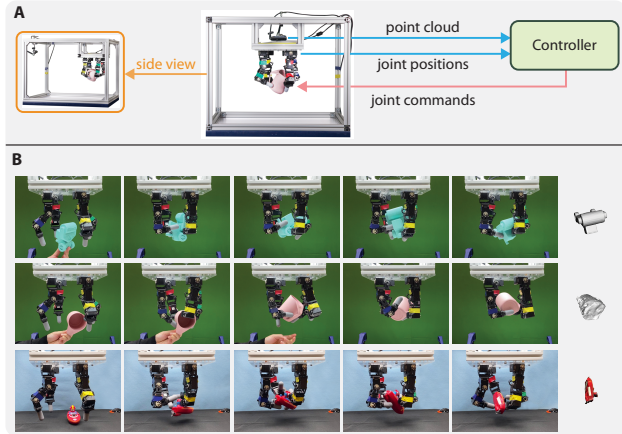 A
point cloud
Controller
side view
joint positions
joint commands
B